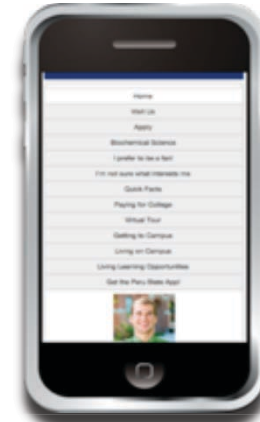 Home
Visit Us
Apply
Biochemical Science
I prefer to be a fact
I'm not sure what interests me
Quick Facts
Paying for College
Virtual Tour
Getting to Campus
Living on Campus
Living Learning Opportunities
Get the Peru State App!